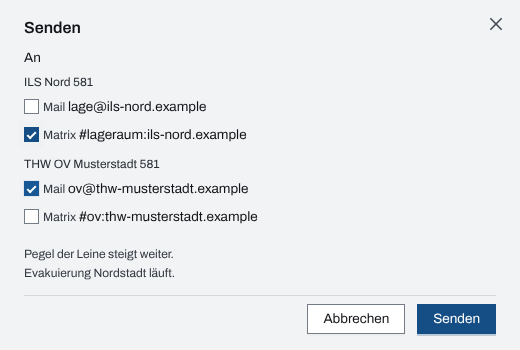 Senden
An
ILS Nord 581
Mail lage@ils-nord.example
Matrix #lageraum:ils-nord.example
THW OV Musterstadt 581
Mail ov@thw-musterstadt.example
Matrix #ov:thw-musterstadt.example
Pegel der Leine steigt weiter.
Evakuierung Nordstadt läuft.
Abbrechen Senden